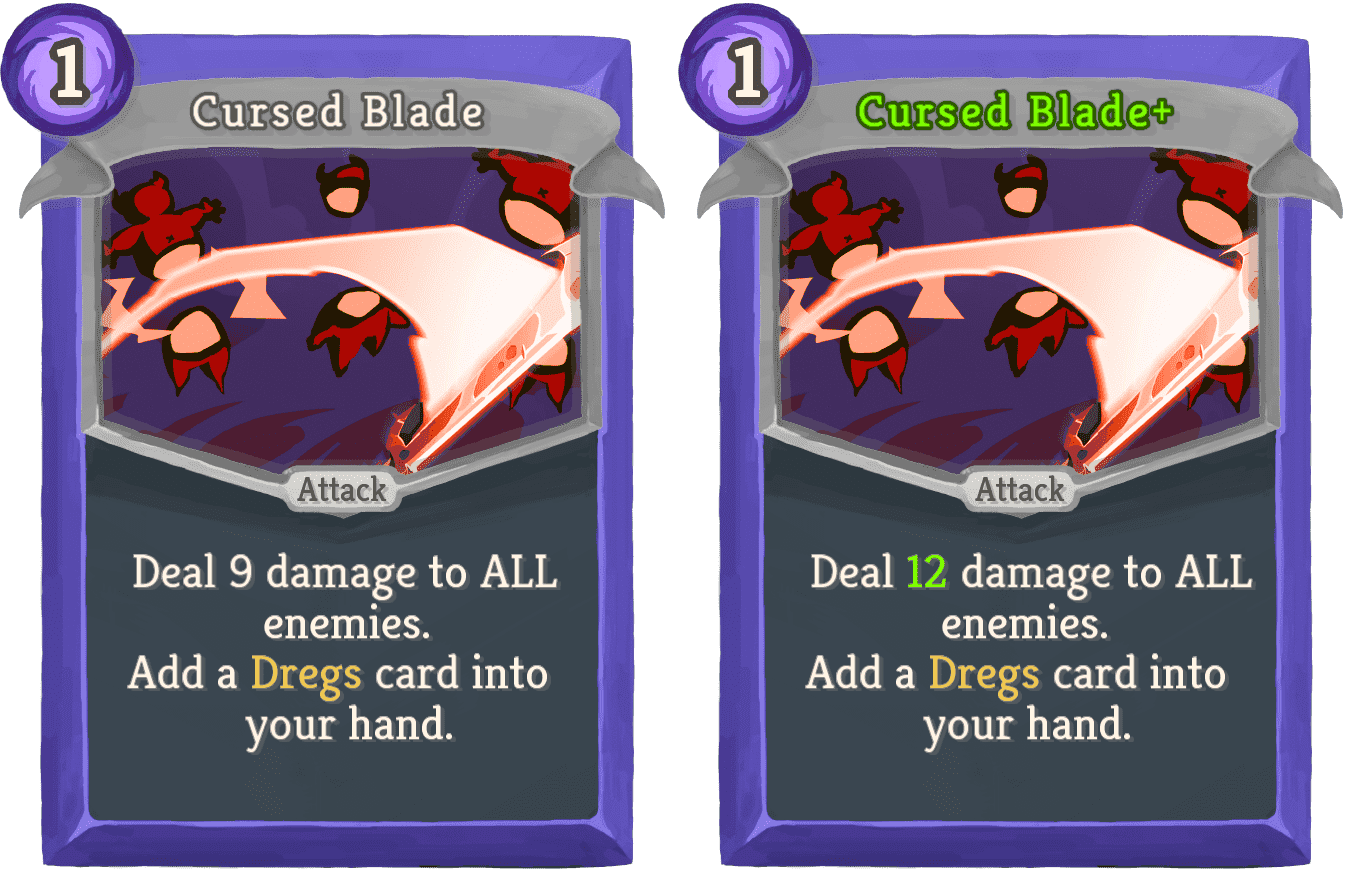 1
Cursed Blade
Attack
Deal 9 damage to ALL
enemies.
Add a Dregs card into
your hand.
1
Cursed Blade+
Attack
Deal 12 damage to ALL
enemies.
Add a Dregs card into
your hand.